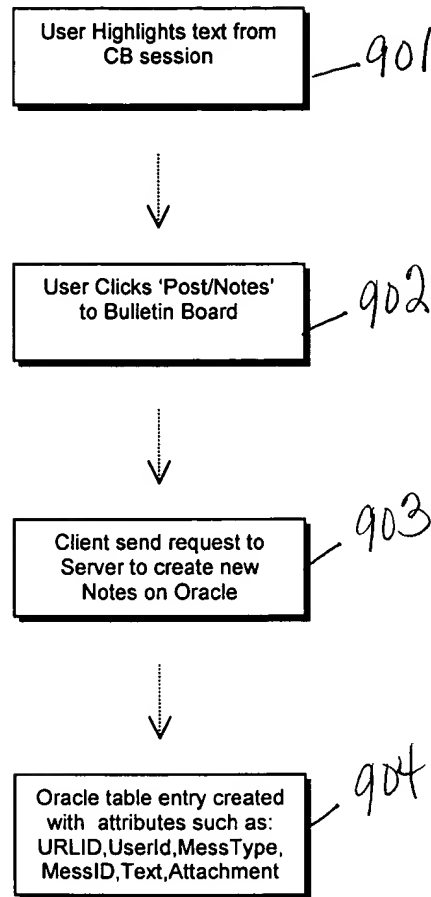 User Highlights text from
CB session
901
User Clicks 'Post/Notes'
to Bulletin Board
902
Client send request to
Server to create new
Notes on Oracle
903
Oracle table entry created
with attributes such as:
URLID,UserId,MessType,
MessID,Text,Attachment
904